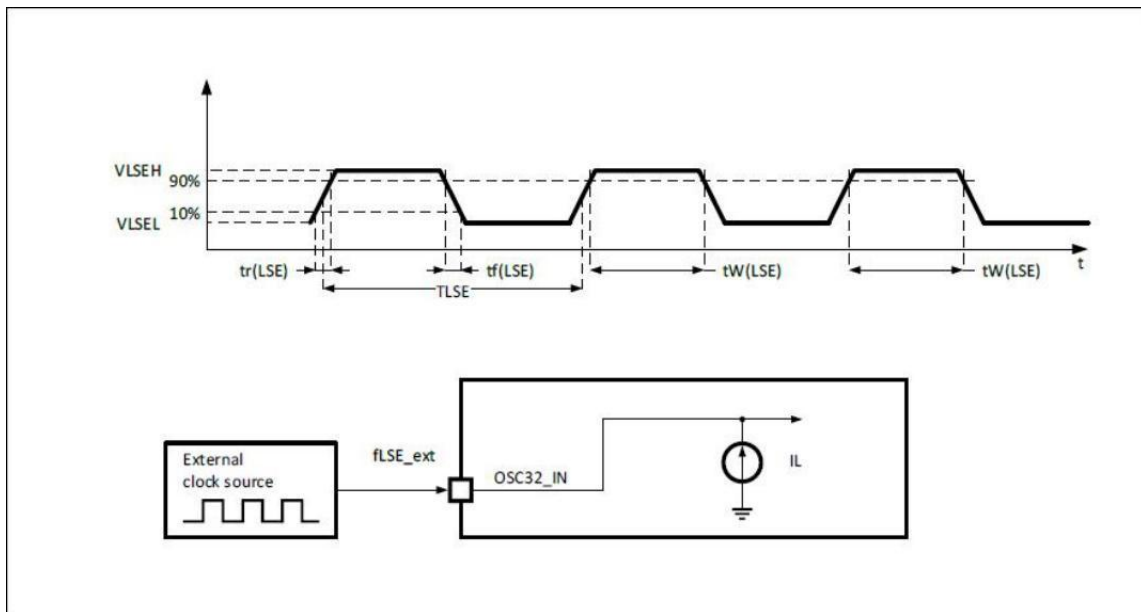 VLSEH
90%
10%
VLSEL
tr(LSE)
tf(LSE)
tW(LSE)
tW(LSE)
t
TLSE
External
clock source
fLSE_ext
OSC32_IN
IL